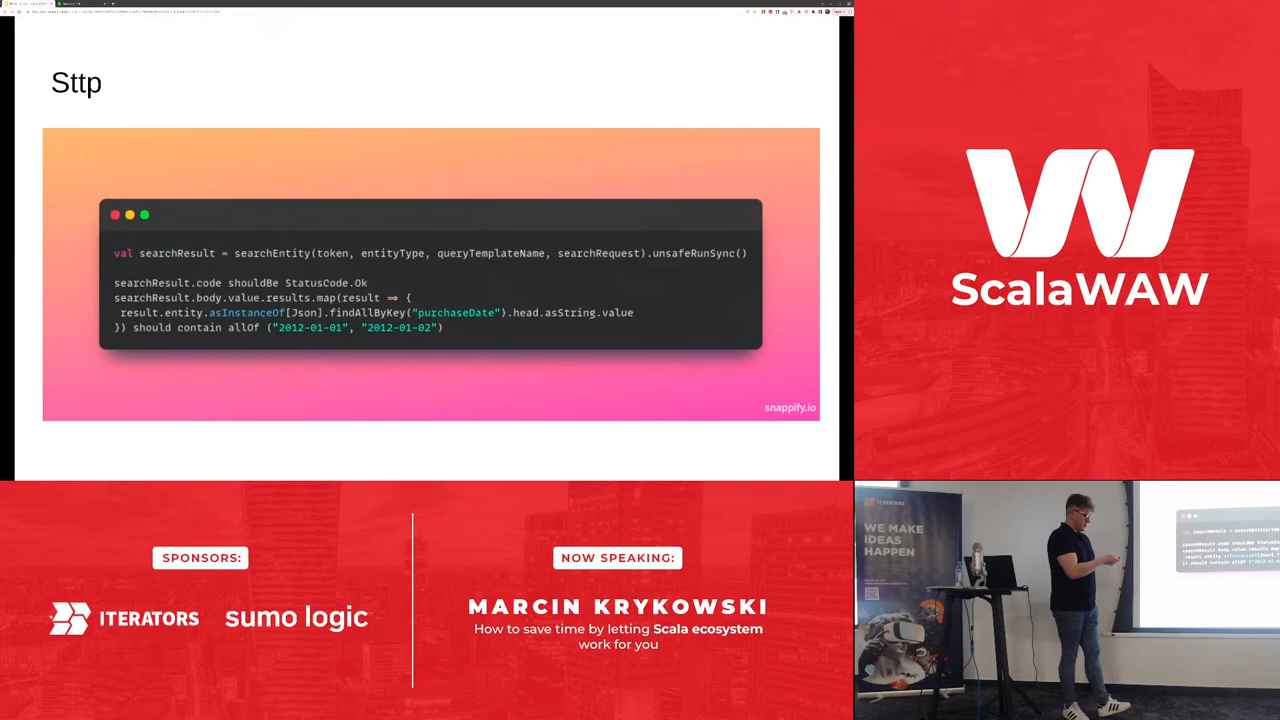 Sttp
val searchResult = searchEntity(token, entityType, queryTemplateName, searchRequest).unsafeRunSync()
searchResult.code shouldBe StatusCode.Ok
searchResult.body.value.results.map(result => {
result.entity.asInstanceOf[Json].findAllByKey("purchaseDate").head.asString.value
}) should contain allOf ("2012-01-01", "2012-01-02")
snappify.io
ScalaWAW
SPONSORS:
ITERATORS
sumo logic
NOW SPEAKING:
MARCIN KRYKOWSKI
How to save time by letting Scala ecosystem
work for you
ITERATORS
WE MAKE
IDEAS
HAPPEN